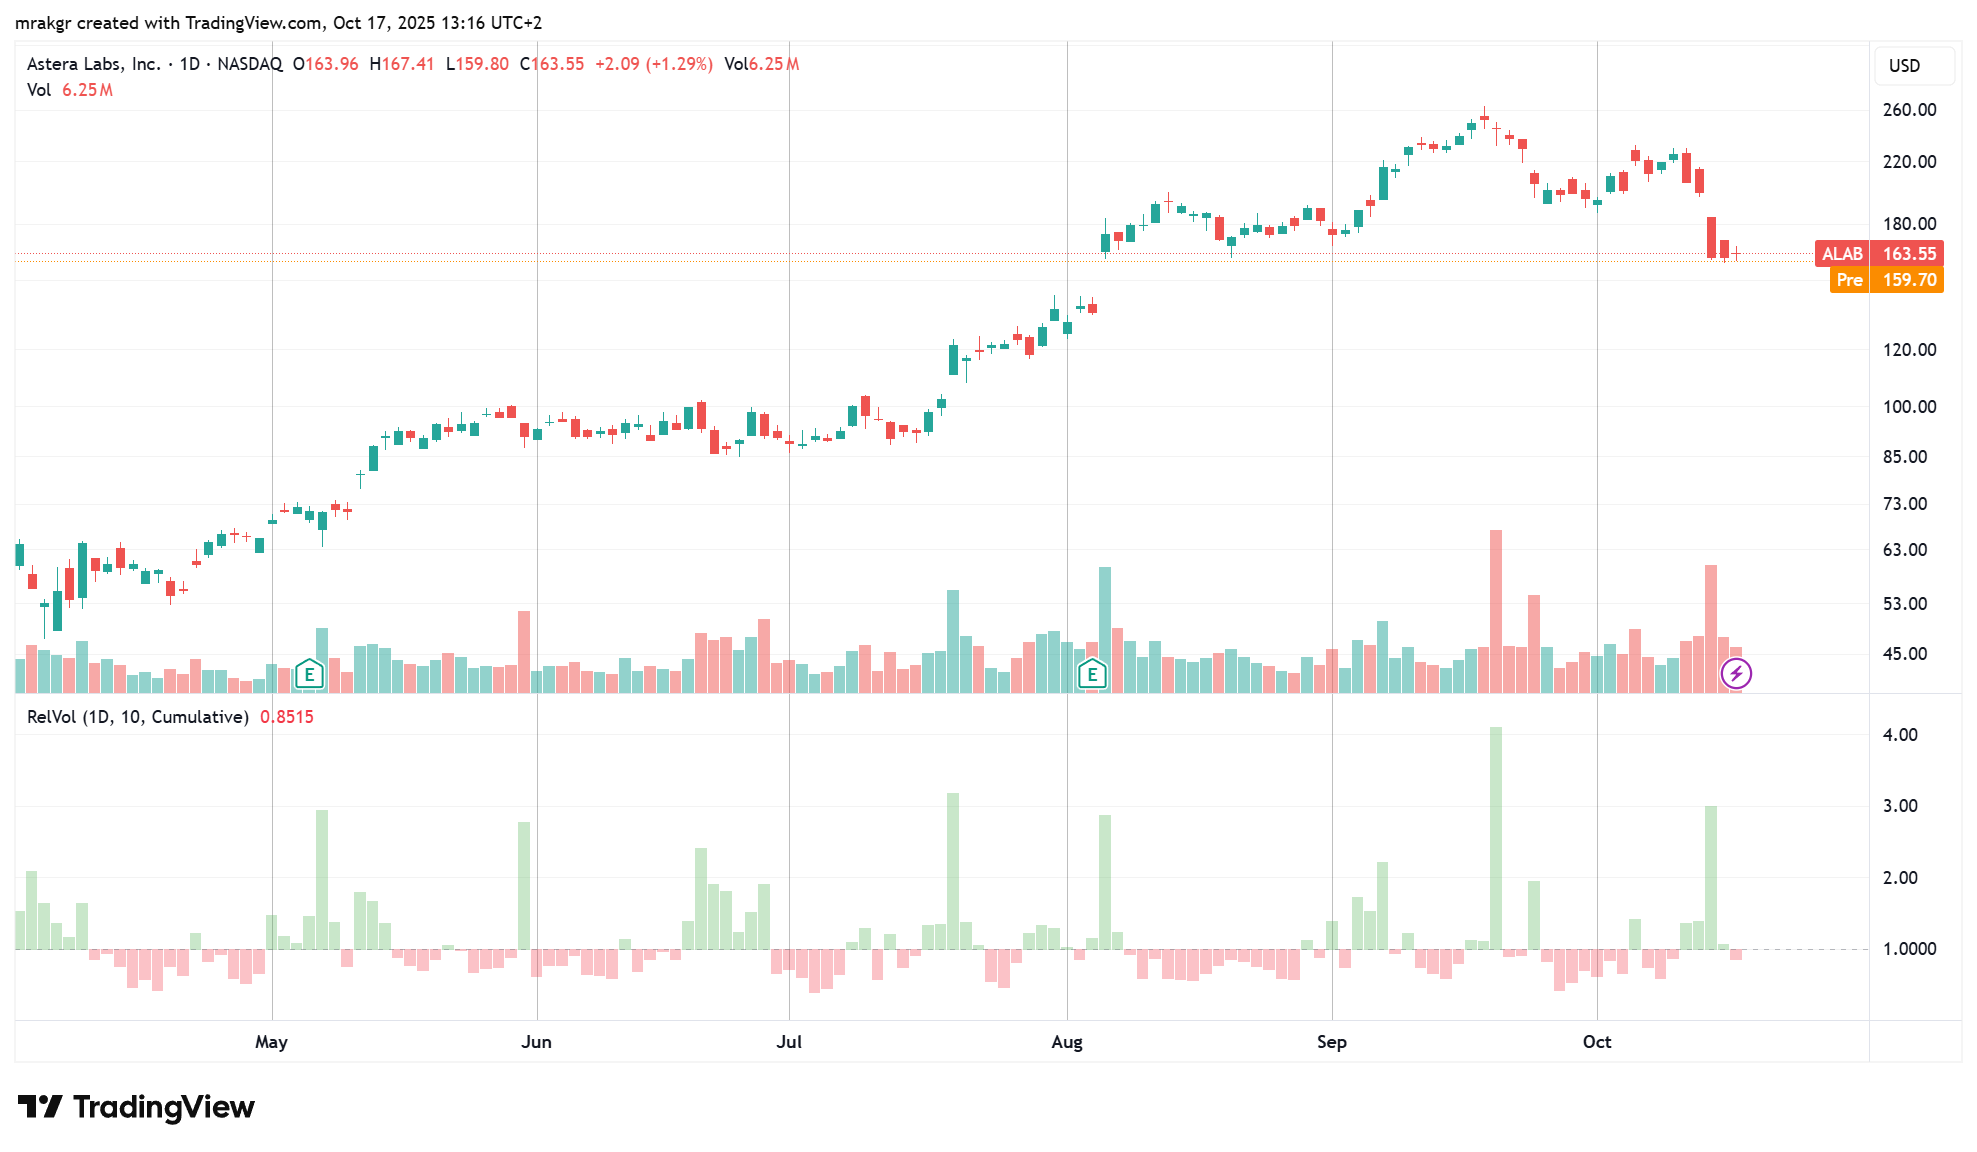 mrakgr created with TradingView.com, Oct 17, 2025 13:16 UTC+2
Astera Labs, Inc. · 1D · NASDAQ O163.96 H167.41 L159.80 C163.55 +2.09 (+1.29%) Vol6.25M
Vol 6.25M
USD
260.00
220.00
180.00
ALAB 163.55
Pre 159.70
120.00
100.00
85.00
73.00
63.00
53.00
45.00
E
E
RelVol (1D, 10, Cumulative) 0.8515
4.00
3.00
2.00
1.0000
May Jun Jul Aug Sep Oct
TradingView